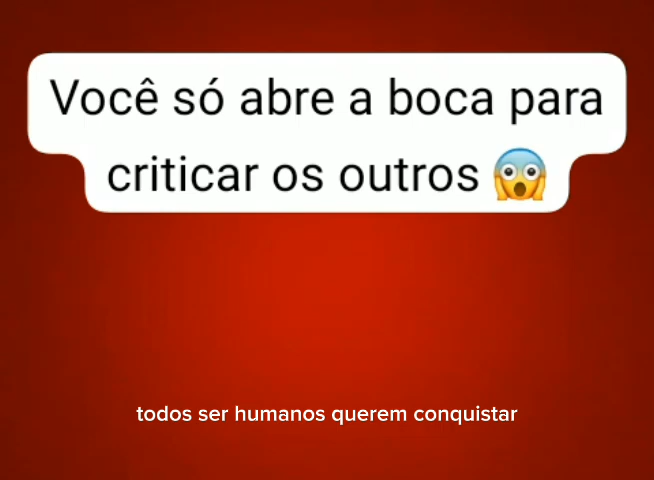 Você só abre a boca para
criticar os outros 😱
todos ser humanos querem conquistar